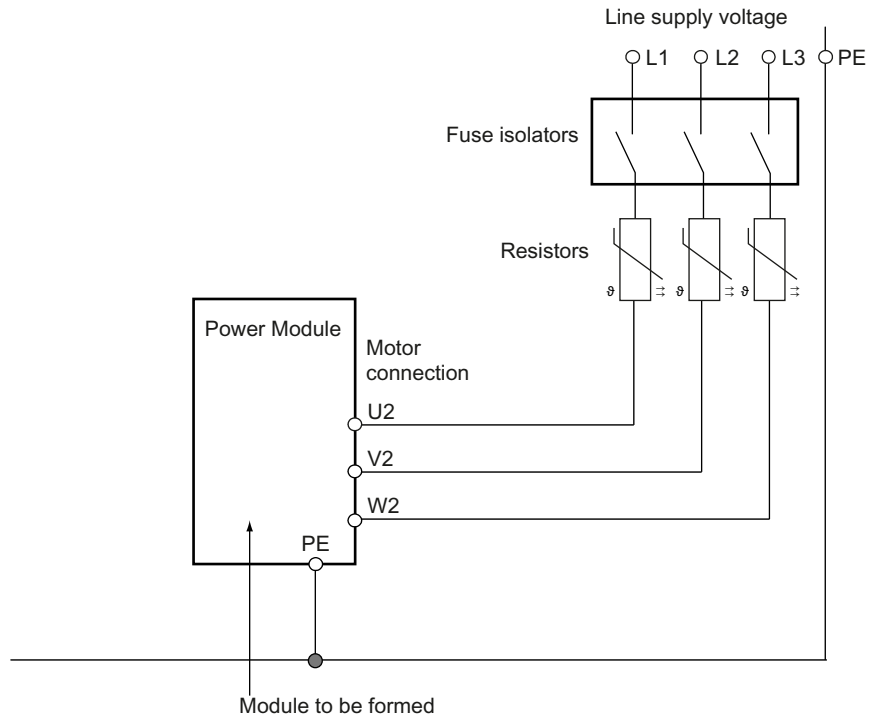 Line supply voltage
L1
L2
L3
PE
Fuse isolators
Resistors
ϑ
ϑ
ϑ
Power Module
Motor
connection
U2
V2
W2
PE
Module to be formed